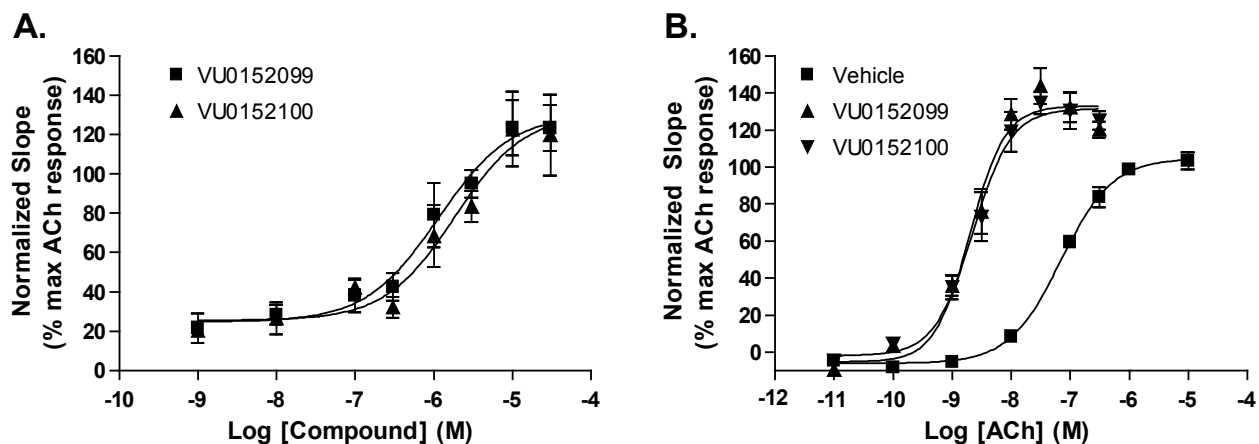 A.
160
140
120
100
80
60
40
20
0
-10
-9
-8
-7
-6
-5
-4
Normalized Slope
(% max ACh response)
Log [Compound] (M)
VU0152099
VU0152100
B.
160
140
120
100
80
60
40
20
0
-12
-11
-10
-9
-8
-7
-6
-5
-4
Normalized Slope
(% max ACh response)
Log [ACh] (M)
Vehicle
VU0152099
VU0152100